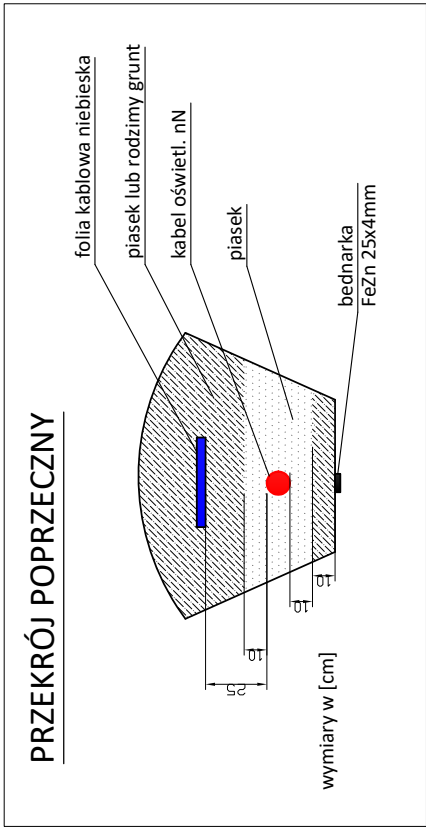 PRZEKRÓJ POPRZECZNY
folia kablowa niebieska
piasek lub rodzimy grunt
kabel oświetl. nN
piasek
bednarka
FeZn 25x4mm
25
10
10
10
wymiary w [cm]